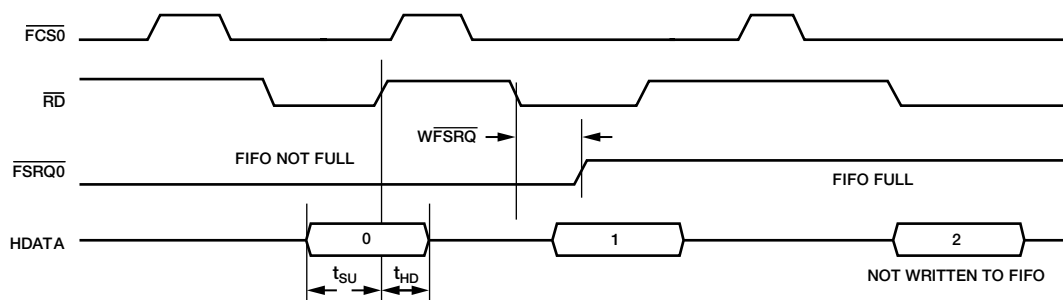 FCS0
RD
WFSRQ
FIFO NOT FULL
FSRQ0
FIFO FULL
HDATA
0
1
2
tSU
tHD
NOT WRITTEN TO FIFO